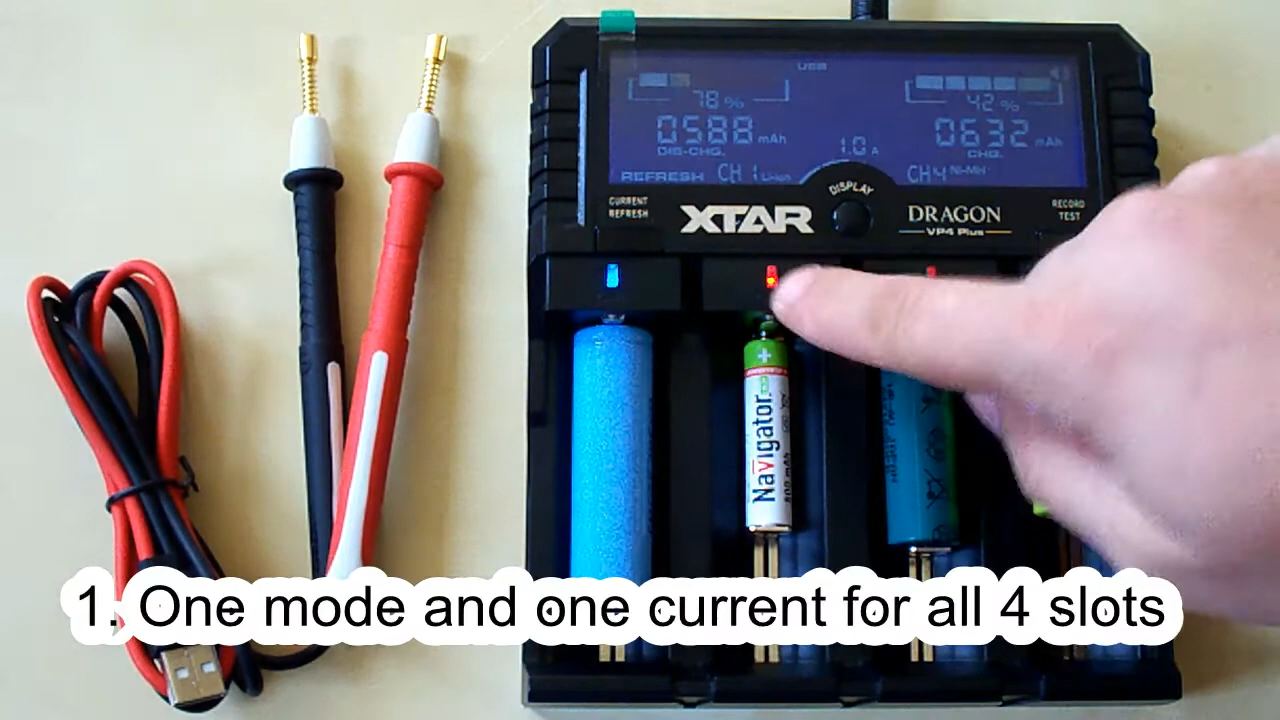 USB
78 %
42 %
0588 mAh
DIS-CHG.
1.0 A
0632 mAh
CHG.
REFRESH CH 1 Li-ion
CH4 Ni-MH
DISPLAY
CURRENT
REFRESH
XTAR
DRAGON
VP4 Plus
RECORD
TEST
+
Navigator
1. One mode and one current for all 4 slots